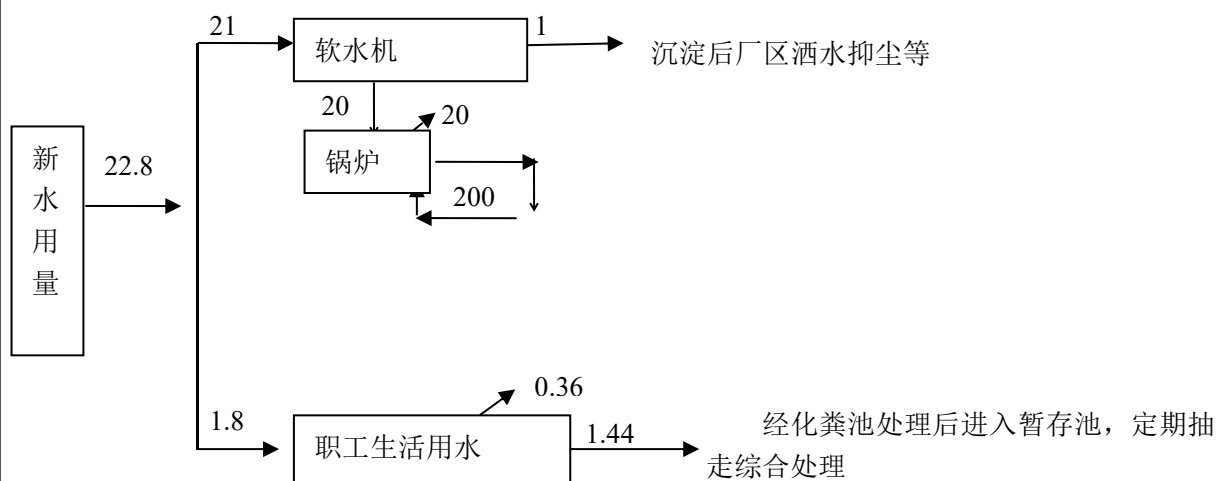 21
1
软水机
沉淀后厂区洒水抑尘等
20
20
新
水
用
量
22.8
锅炉
200
0.36
1.8
职工生活用水
1.44
经化粪池处理后进入暂存池，定期抽
走综合处理